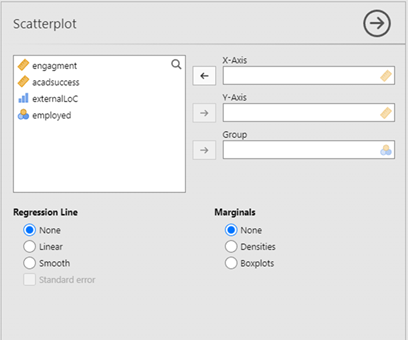 Scatterplot
engagment
acadsuccess
externalLoC
employed
X-Axis
Y-Axis
Group
Regression Line
None
Linear
Smooth
Standard error
Marginals
None
Densities
Boxplots